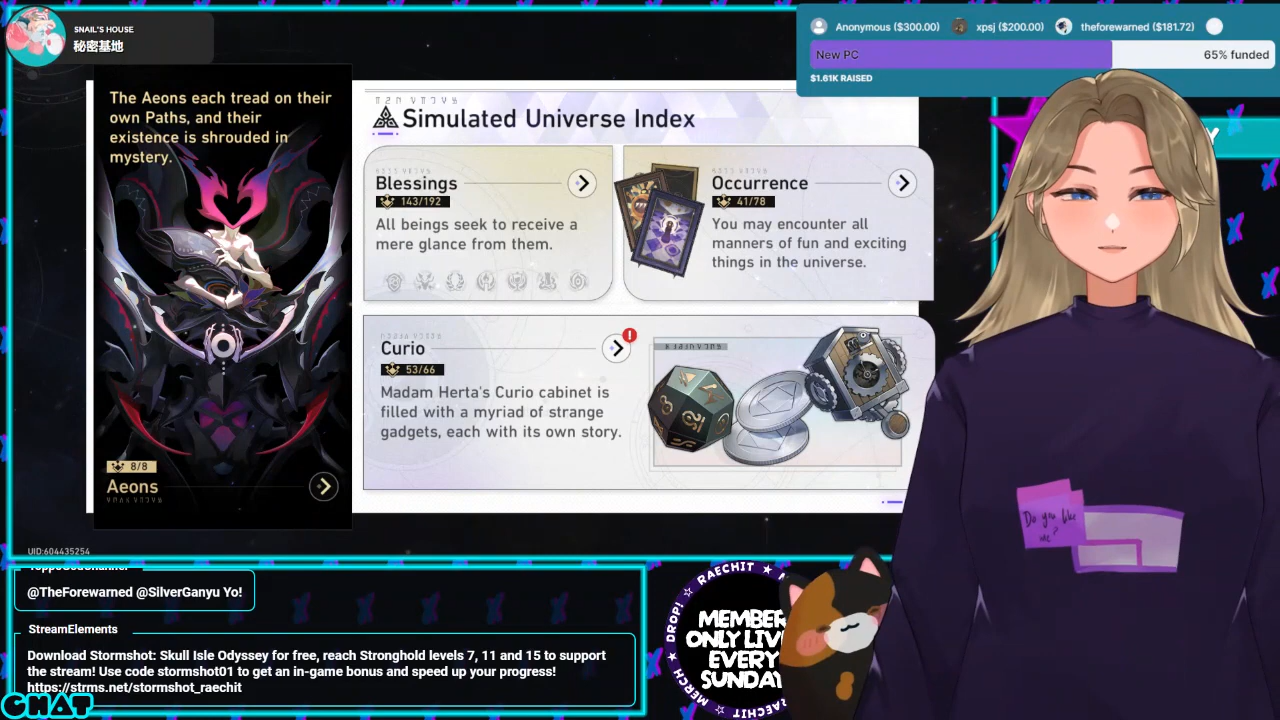 SNAIL'S HOUSE
秘密基地
Anonymous ($300.00)
xpsj ($200.00)
theforewarned ($181.72)
New PC
65% funded
$1.61K RAISED
The Aeons each tread on their
own Paths, and their
existence is shrouded in
mystery.
8/8
Aeons
Simulated Universe Index
Blessings
143/192
All beings seek to receive a
mere glance from them.
Occurrence
41/78
You may encounter all
manners of fun and exciting
things in the universe.
Curio
53/66
Madam Herta's Curio cabinet is
filled with a myriad of strange
gadgets, each with its own story.
Do you like
me?
UID:604435254
@TheForewarned @SilverGanyu Yo!
StreamElements
Download Stormshot: Skull Isle Odyssey for free, reach Stronghold levels 7, 11 and 15 to support
the stream! Use code stormshot01 to get an in-game bonus and speed up your progress!
https://strms.net/stormshot_raechit
CHAT
DROP! ☆ RAECHIT ★
MEMBER
ONLY LIV
EVERY
SUNDA
MERCH ★ RAECHIT